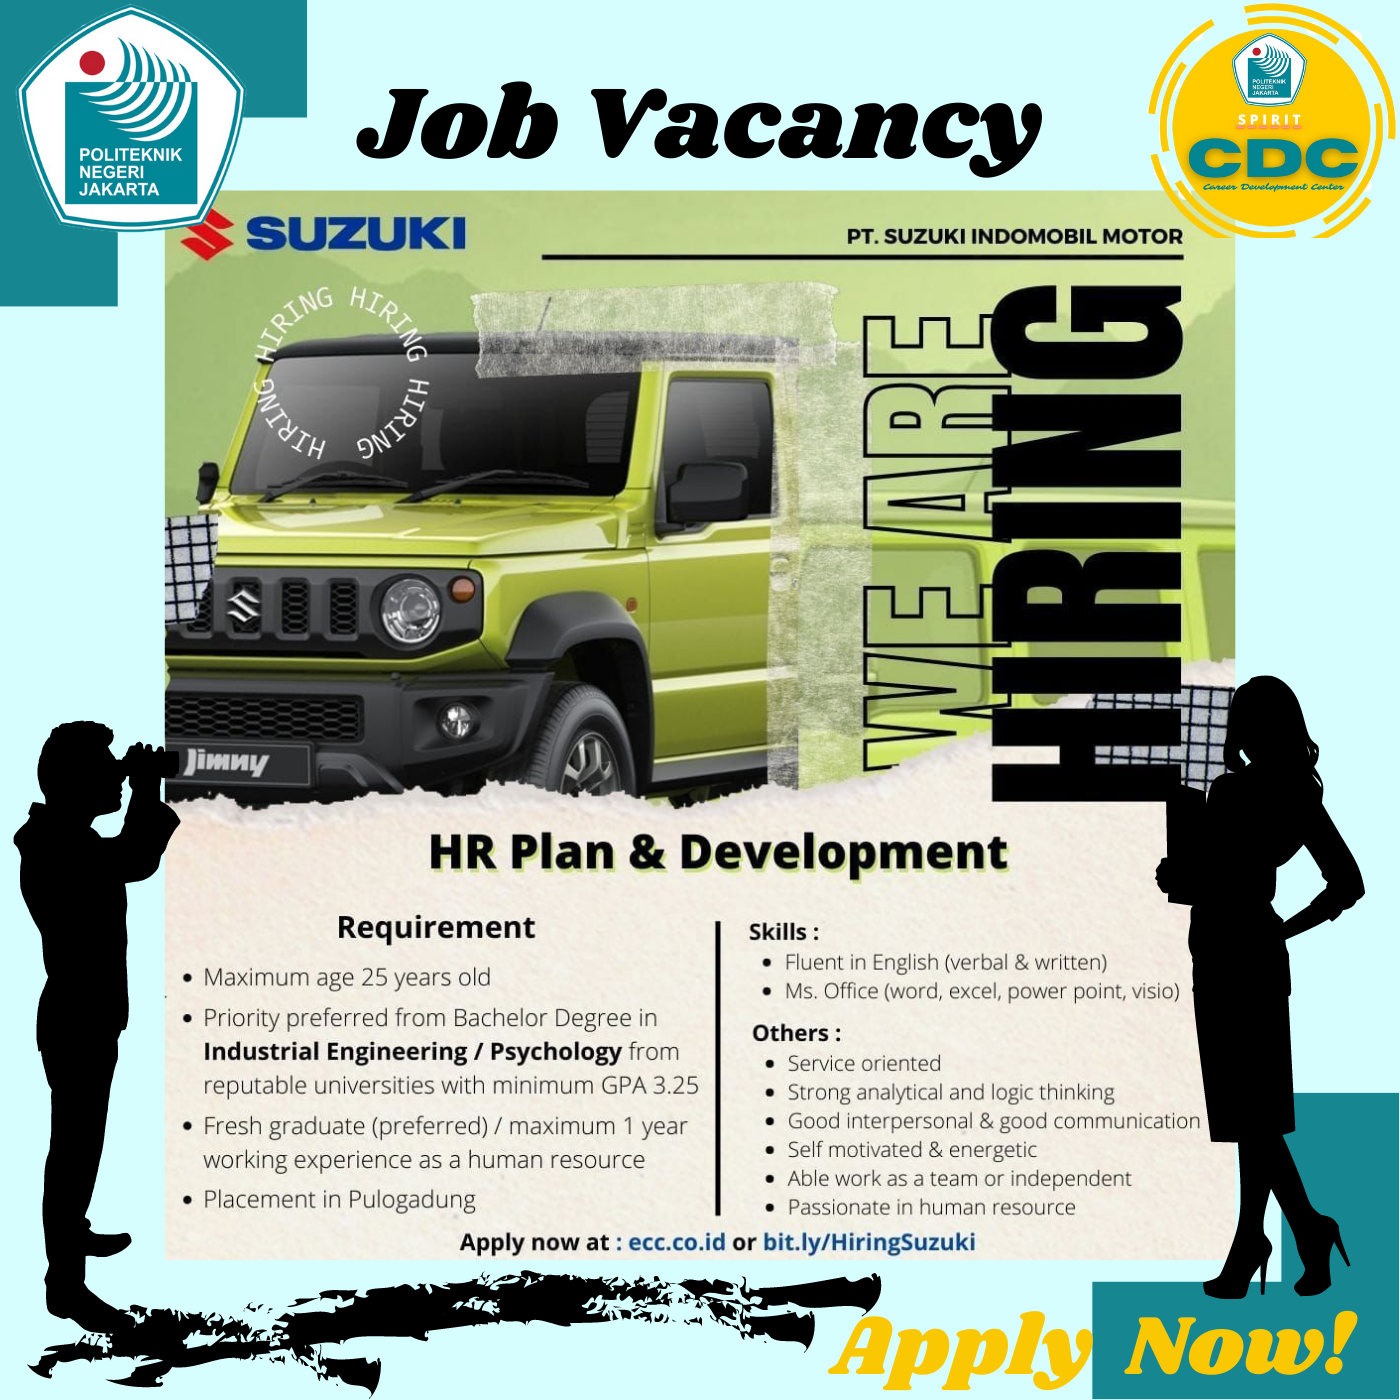 POLITEKNIK
NEGERI
JAKARTA
Job Vacancy
POLITEKNIK
NEGERI
JAKARTA
SPIRIT
CDC
Career Development Center
SUZUKI
PT. SUZUKI INDOMOBIL MOTOR
HIRING HIRING HIRING HIRING HIRING HIRING
WE ARE
HIRING
Jimny
HR Plan & Development
Requirement
• Maximum age 25 years old
• Priority preferred from Bachelor Degree in
Industrial Engineering / Psychology from
reputable universities with minimum GPA 3.25
• Fresh graduate (preferred) / maximum 1 year
working experience as a human resource
• Placement in Pulogadung
Skills :
• Fluent in English (verbal & written)
• Ms. Office (word, excel, power point, visio)
Others :
• Service oriented
• Strong analytical and logic thinking
• Good interpersonal & good communication
• Self motivated & energetic
• Able work as a team or independent
• Passionate in human resource
Apply now at : ecc.co.id or bit.ly/HiringSuzuki
Apply Now!